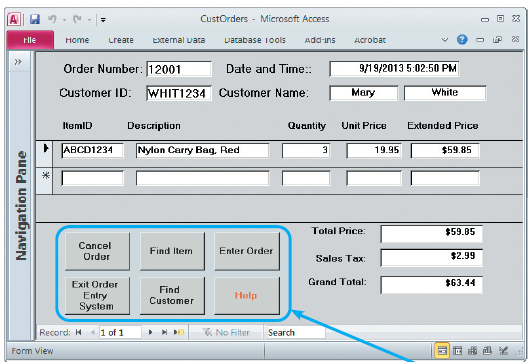 A CustOrders - Microsoft Access
File Home Create External Data Database Tools Add-Ins Acrobat
Order Number: 12001 Date and Time:: 9/19/2013 5:02:50 PM
Customer ID: WHIT1234 Customer Name: Mary White
ItemID Description Quantity Unit Price Extended Price
ABCD1234 Nylon Carry Bag, Red 3 19.95 $59.85
*
Navigation Pane
Total Price: $59.85
Sales Tax: $2.99
Grand Total: $63.44
Cancel Order
Find Item
Enter Order
Exit Order Entry System
Find Customer
Help
Record: 1 of 1 No Filter Search
Form View